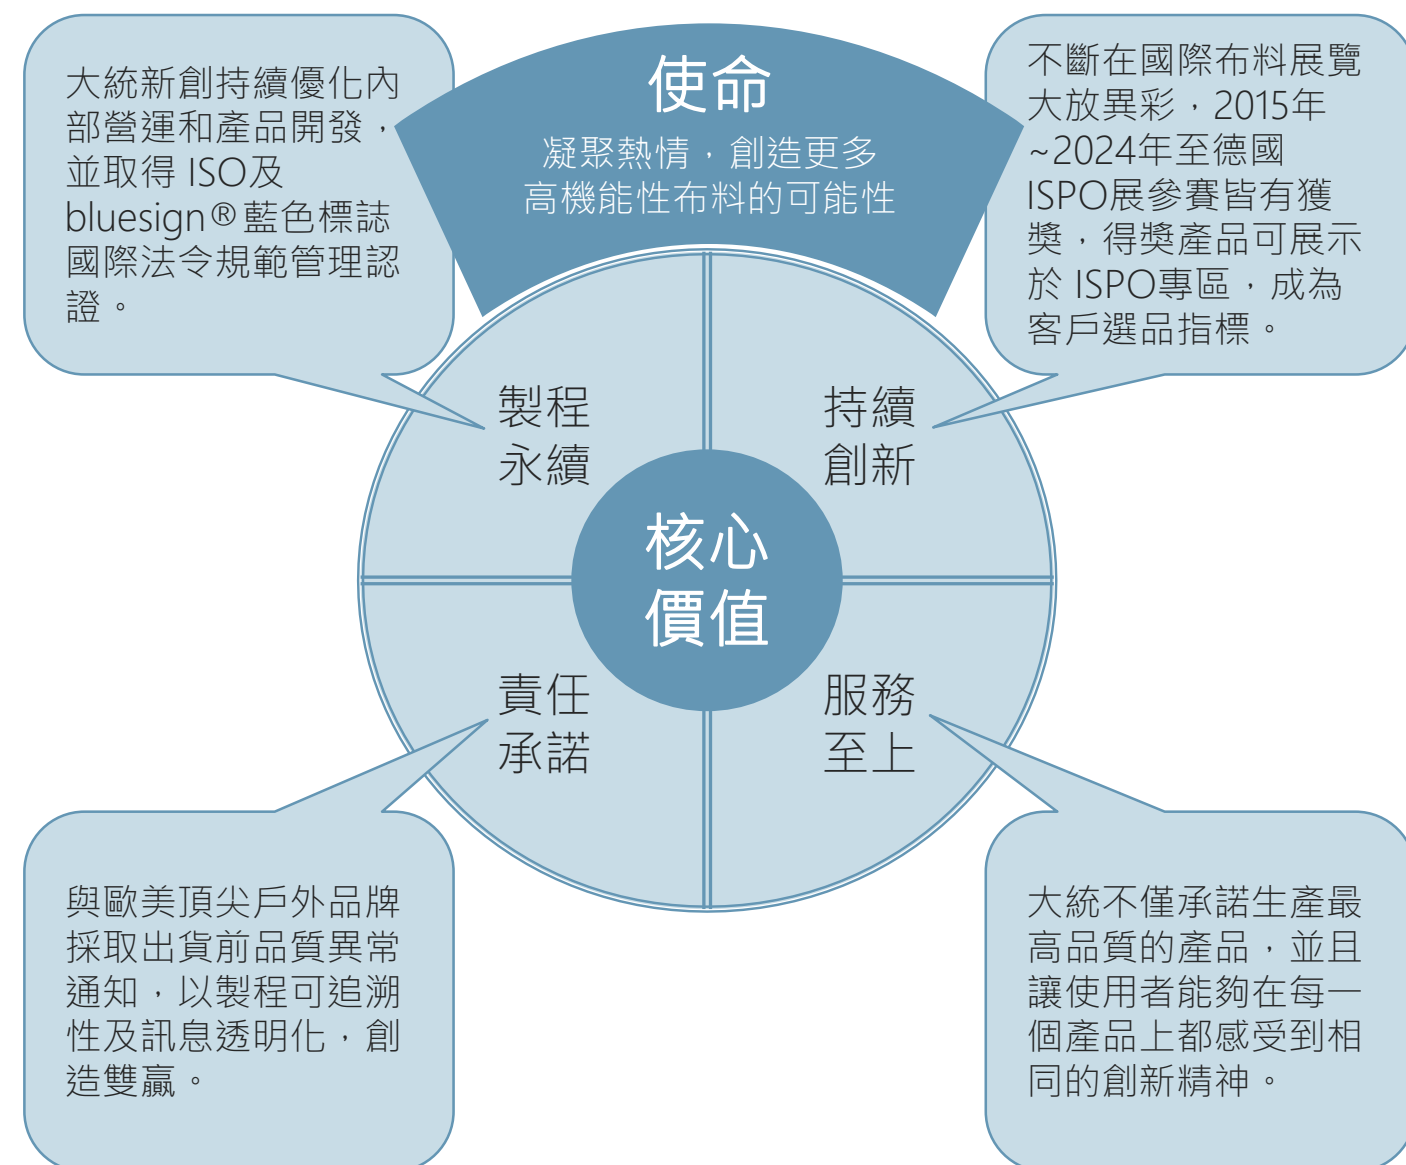 使命
凝聚熱情，創造更多
高機能性布料的可能性
大統新創持續優化內
部營運和產品開發，
並取得 ISO及
bluesign®藍色標誌
國際法令規範管理認
證。
不斷在國際布料展覽
大放異彩，2015年
~2024年至德國
ISPO展參賽皆有獲
獎，得獎產品可展示
於 ISPO專區，成為
客戶選品指標。
製程
永續
持續
創新
核心
價值
責任
承諾
服務
至上
與歐美頂尖戶外品牌
採取出貨前品質異常
通知，以製程可追溯
性及訊息透明化，創
造雙贏。
大統不僅承諾生產最
高品質的產品，並且
讓使用者能夠在每一
個產品上都感受到相
同的創新精神。